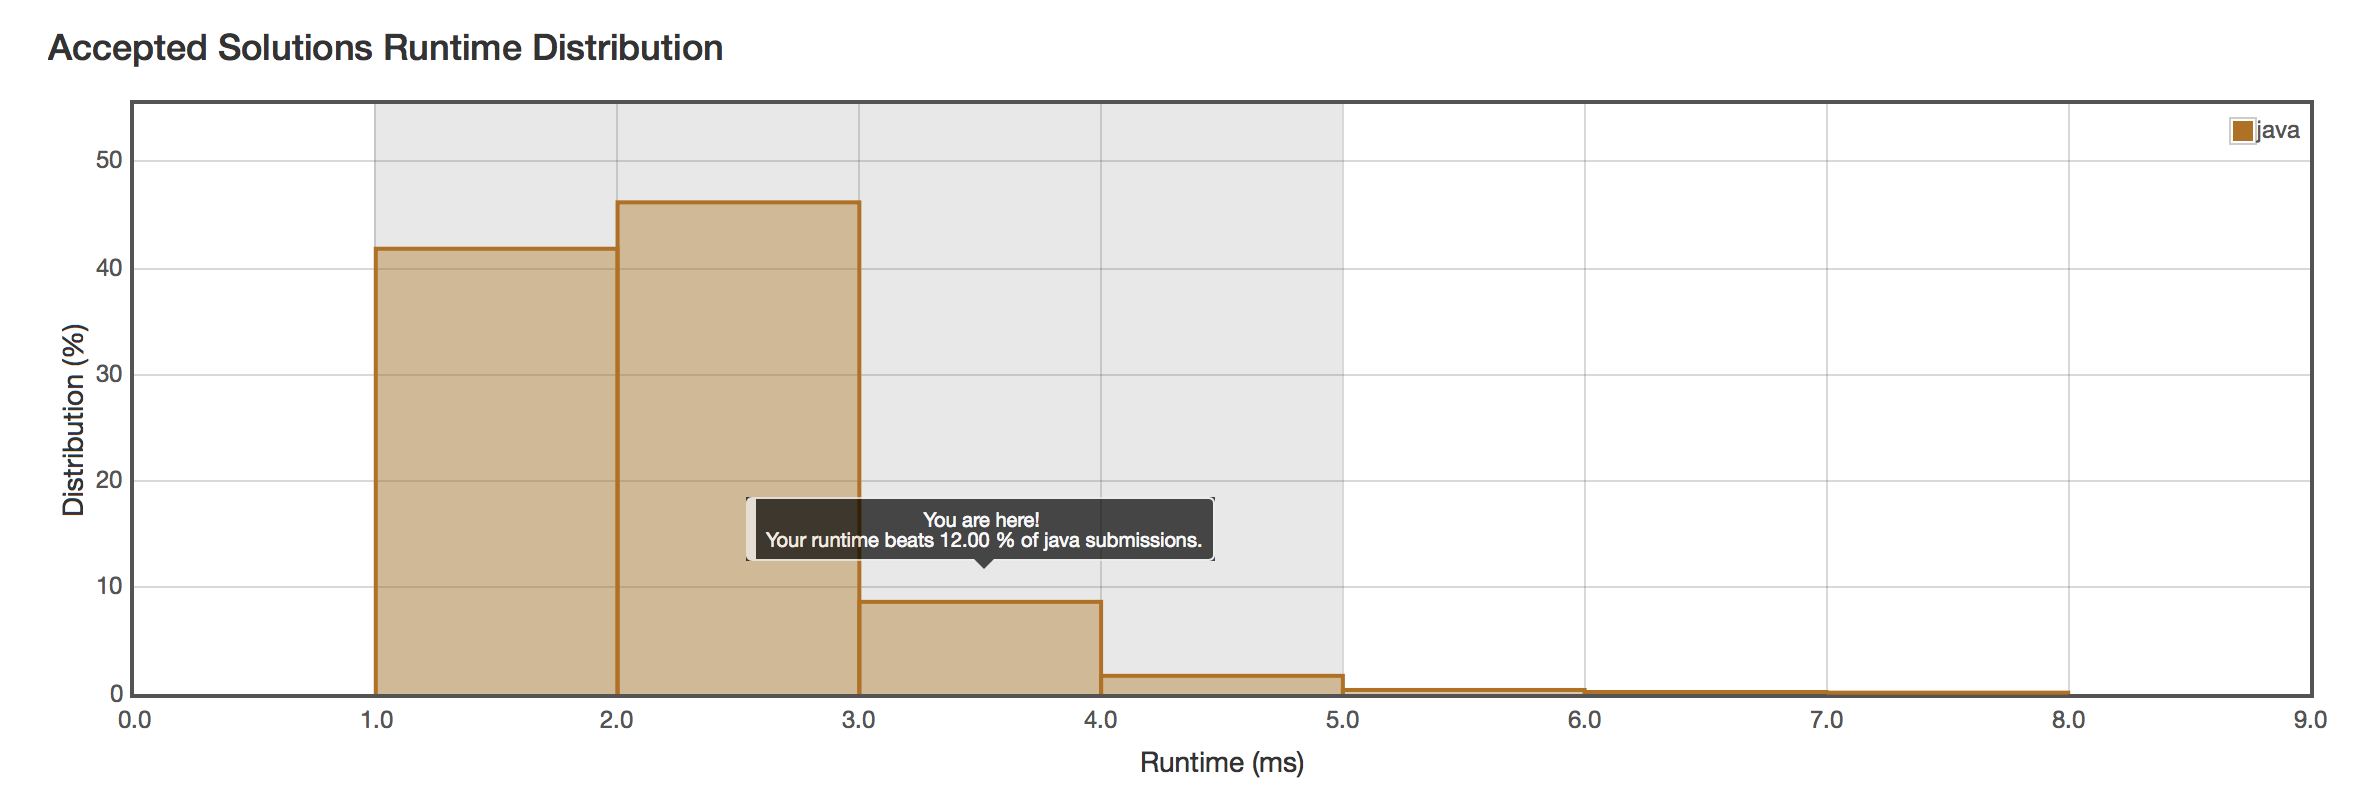 Accepted Solutions Runtime Distribution
java
50
40
30
20
10
0
Distribution (%)
You are here!
Your runtime beats 12.00 % of java submissions.
0.0 1.0 2.0 3.0 4.0 5.0 6.0 7.0 8.0 9.0
Runtime (ms)